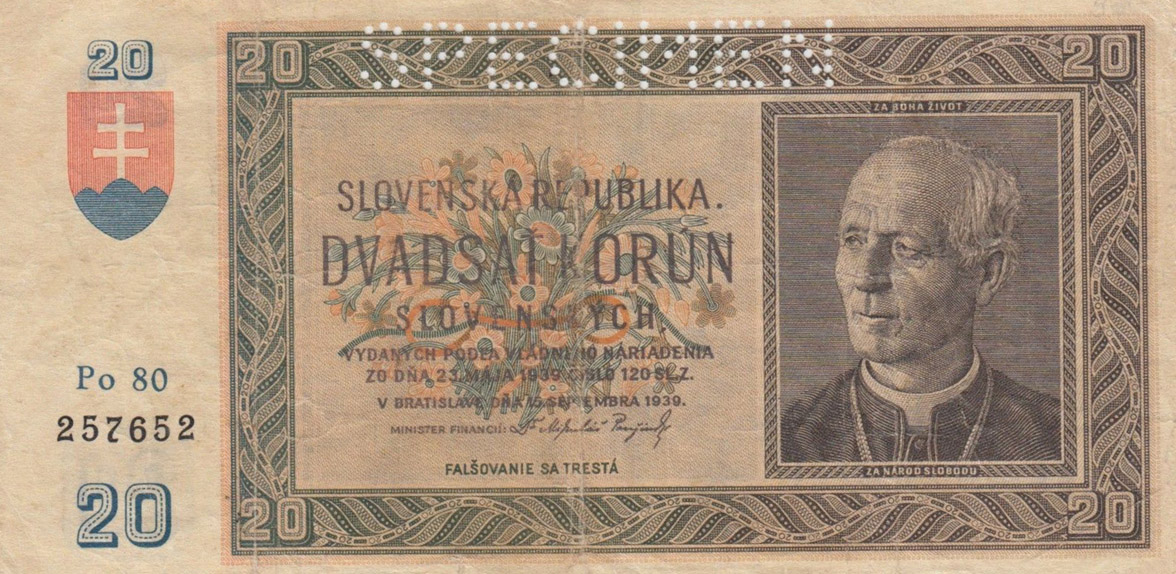 SPECIMEN
20
20
20
ZA BOHA ŽIVOT
SLOVENSKÁ REPUBLIKA.
DVADSAŤ KORÚN
SLOVENSKÝCH,
VYDANÝCH PODĽA VLÁDNEHO NARIADENIA
ZO DŇA 23. MÁJA 1939 ČÍSLO 120 SL. Z.
V BRATISLAVE, DŇA 15. SEPTEMBRA 1939.
MINISTER FINANCIÍ:
FALŠOVANIE SA TRESTÁ
ZA NÁROD SLOBODU
Po 80
257652
20
20
20